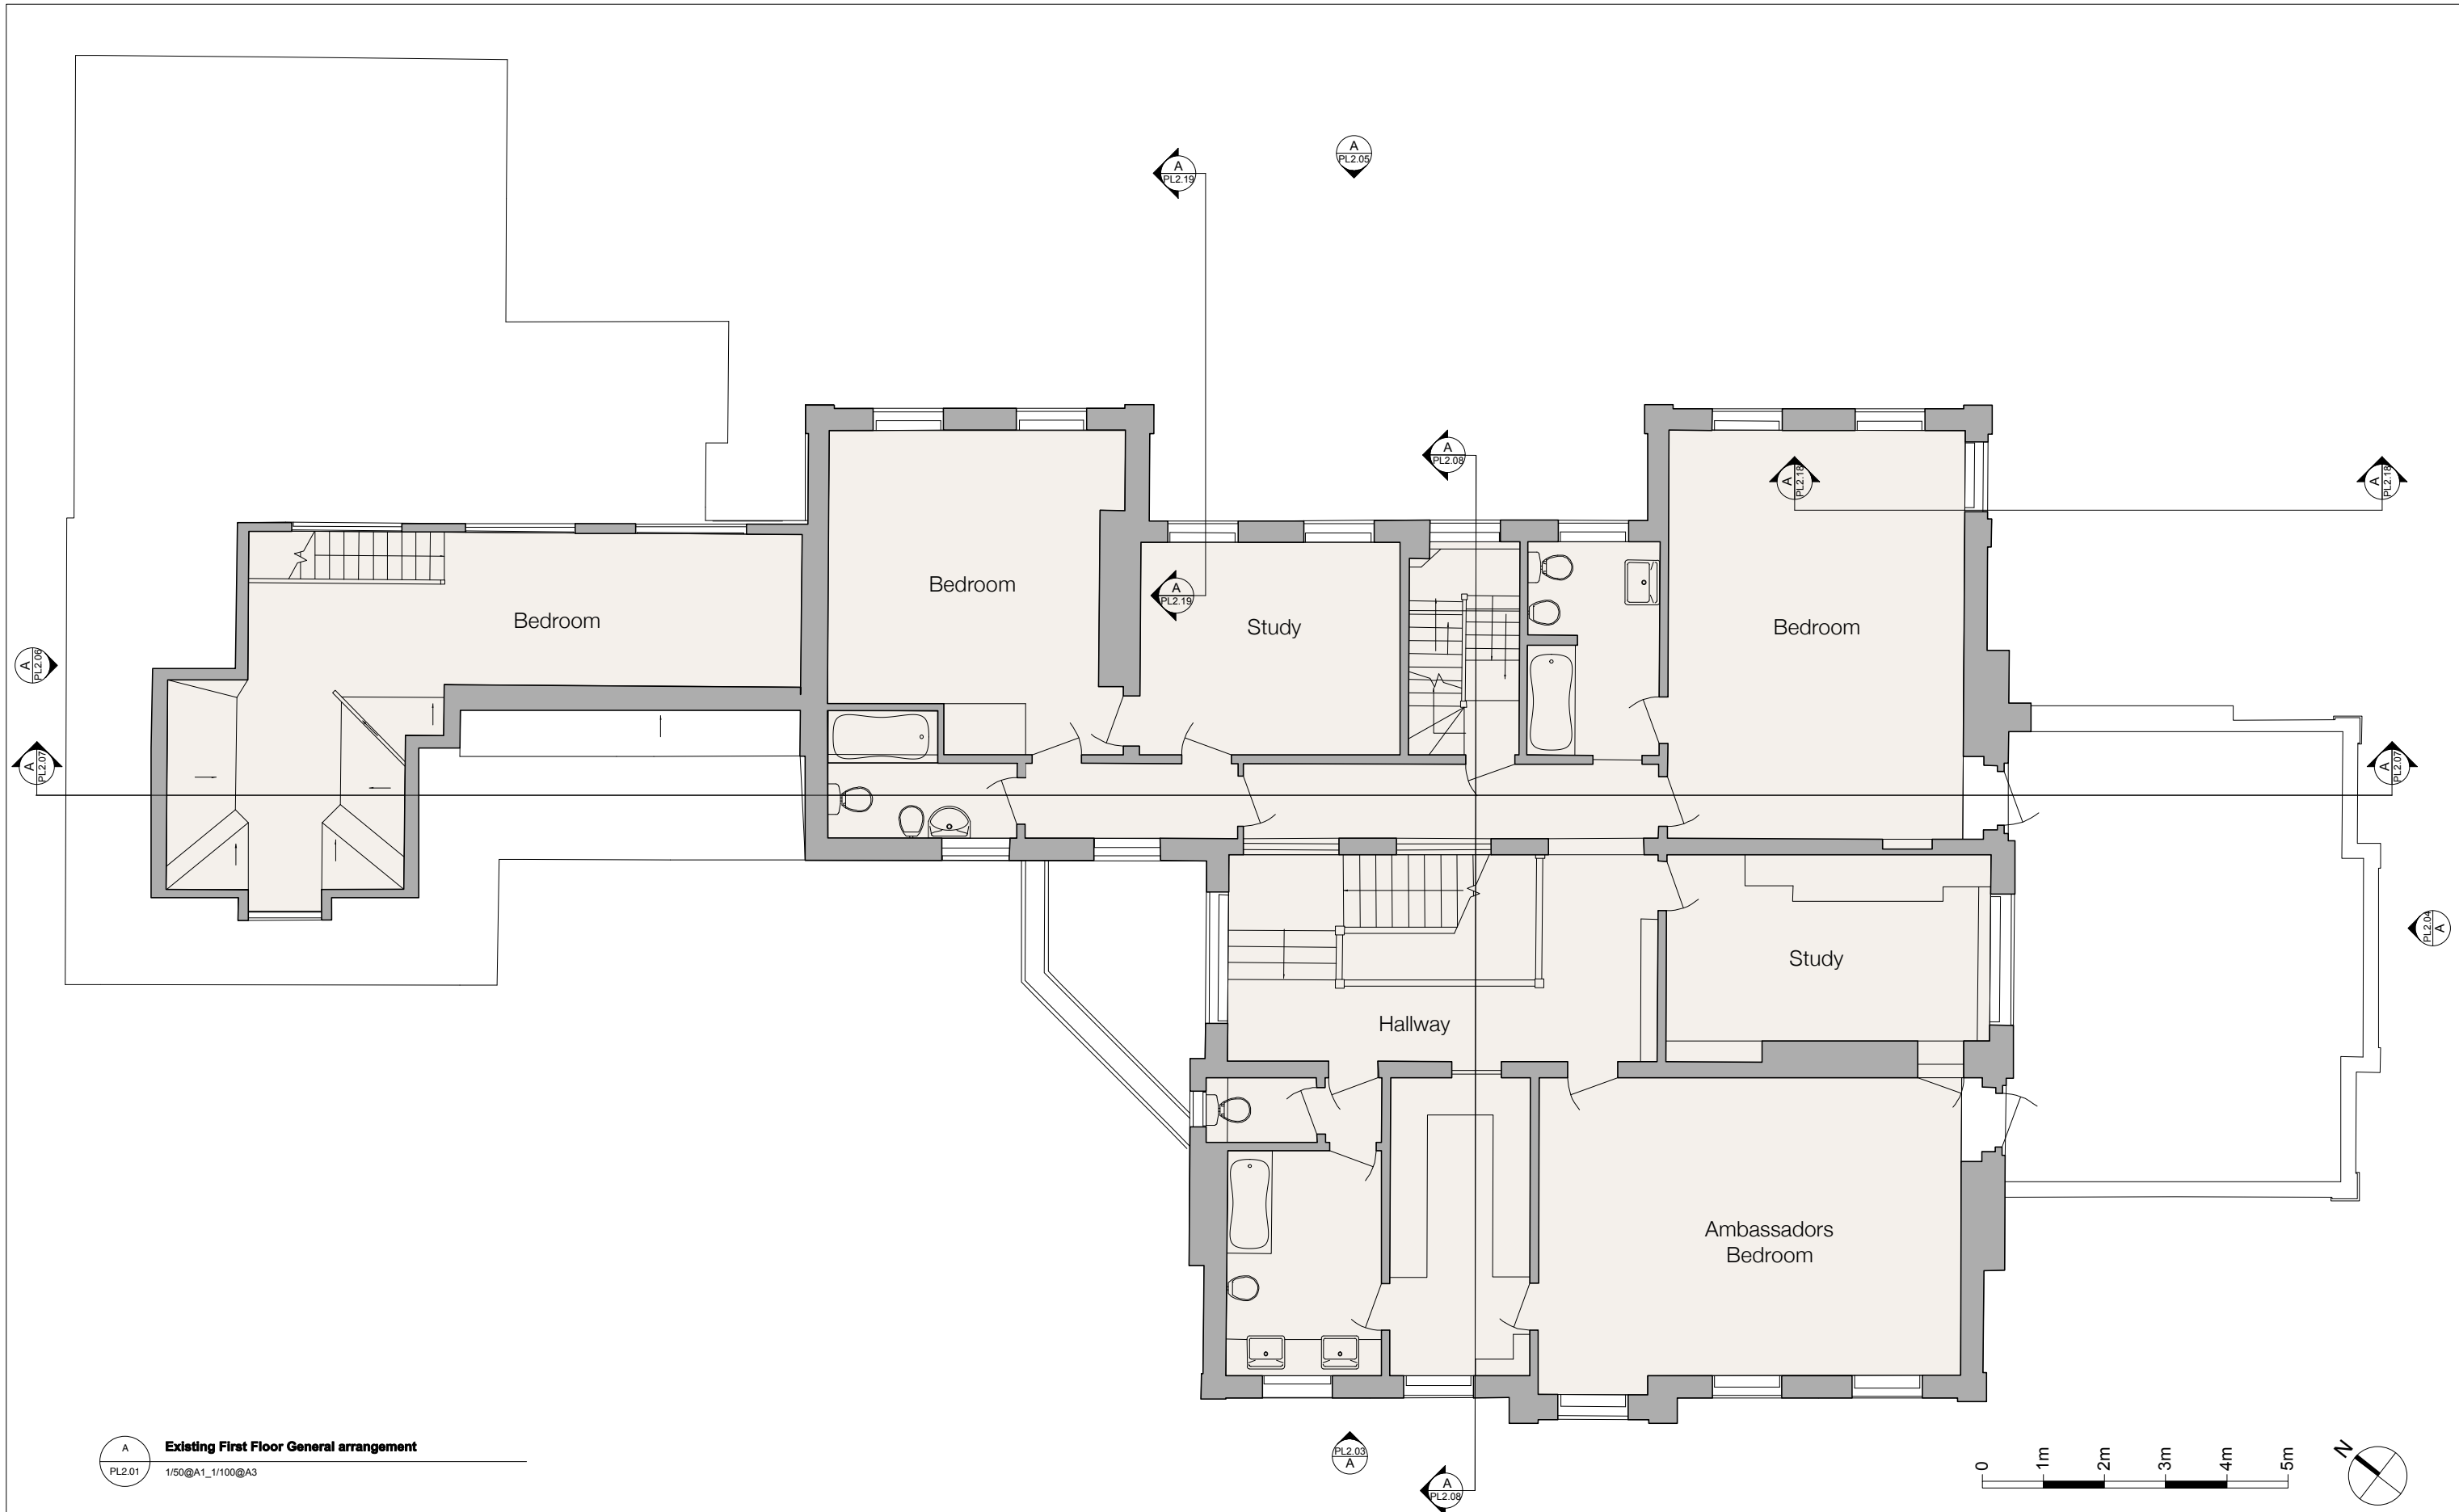 A
PL2.05
A
PL2.19
A
PL2.08
A
PL2.18
A
PL2.18
Bedroom
Bedroom
A
PL2.19
Study
Bedroom
A
PL2.06
A
PL2.07
A
PL2.07
PL2.04
A
Study
Hallway
Ambassadors
Bedroom
A
PL2.01
Existing First Floor General arrangement
1/50@A1_1/100@A3
PL2.03
A
A
PL2.08
0
1m
2m
3m
4m
5m
N